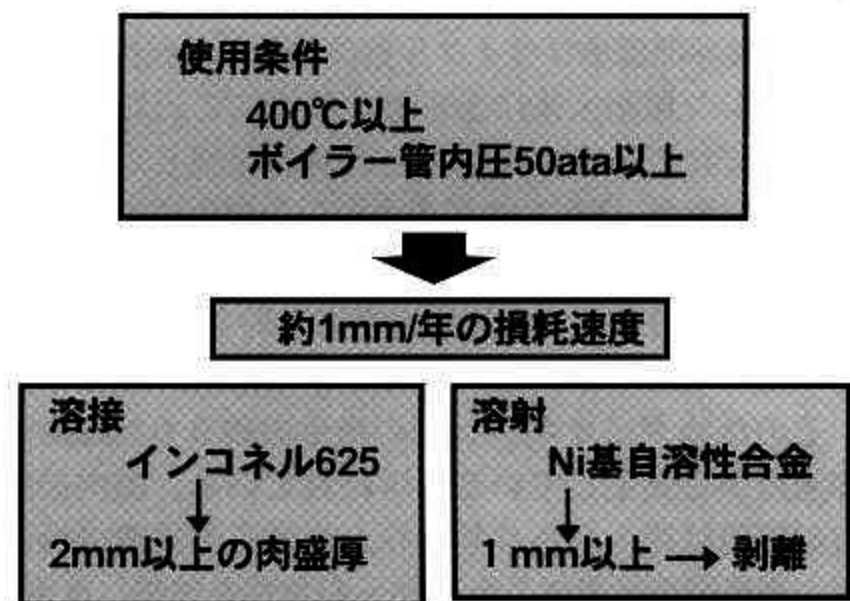 使用条件
400℃以上
ボイラー管内圧50ata以上
約1mm/年の損耗速度
溶接
インコネル625
↓
2mm以上の肉盛厚
溶射
Ni基自溶性合金
↓
1 mm以上 → 剥離